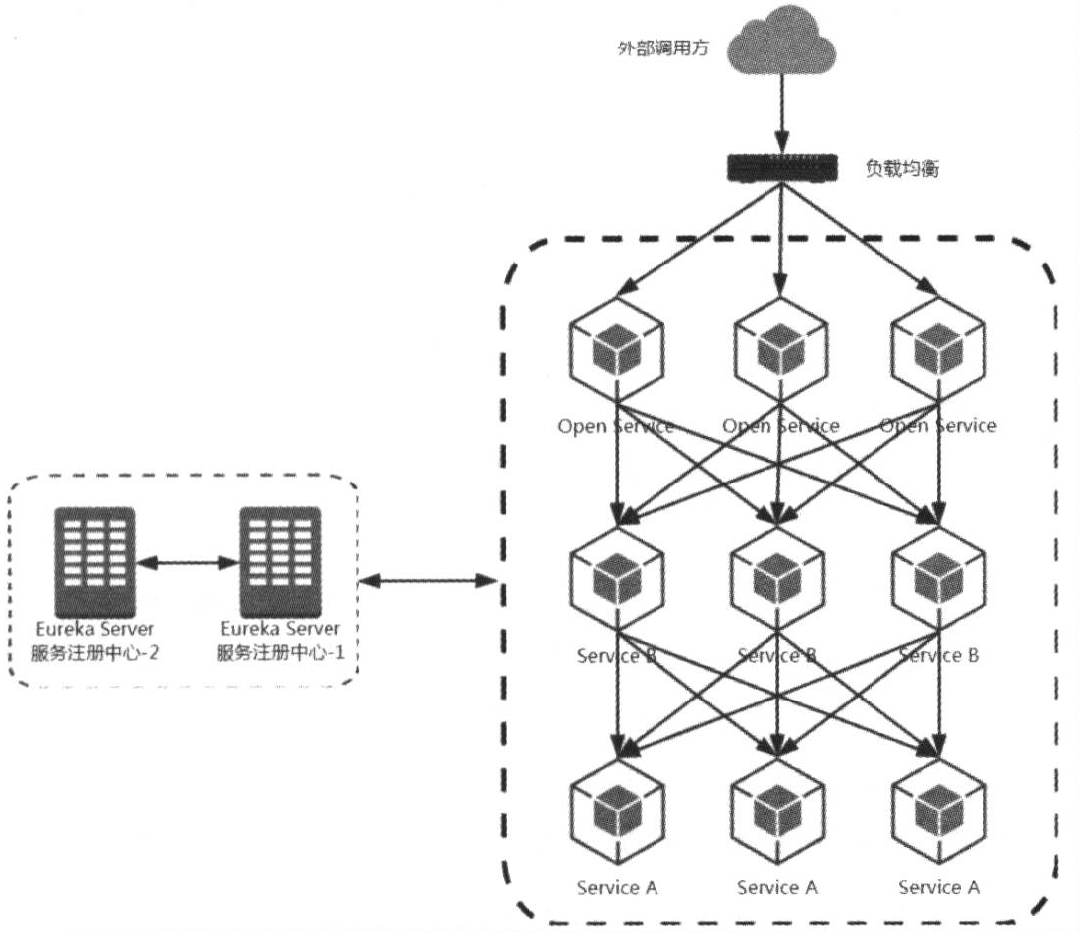 外部调用方
负载均衡
Open Service
Open Service
Open Service
Eureka Server
服务注册中心-2
Eureka Server
服务注册中心-1
Service B
Service B
Service B
Service A
Service A
Service A